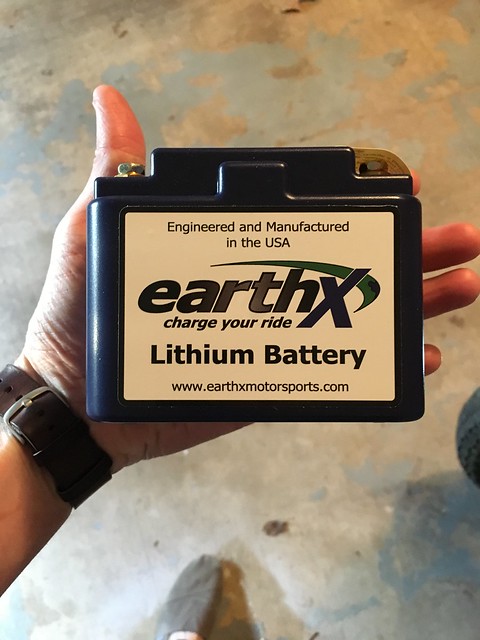 Engineered and Manufactured
in the USA
earthX
charge your ride
Lithium Battery
www.earthxmotorsports.com